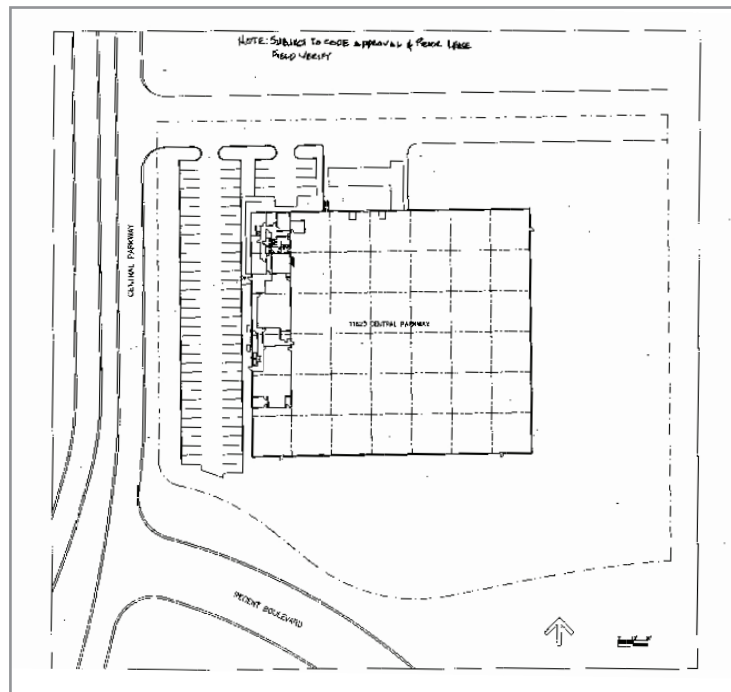 NOTE: SUBJECT TO CODE APPROVAL & PRIOR LEASE
FIELD VERIFY
CENTRAL PARKWAY
11625 CENTRAL PARKWAY
REGENT BOULEVARD